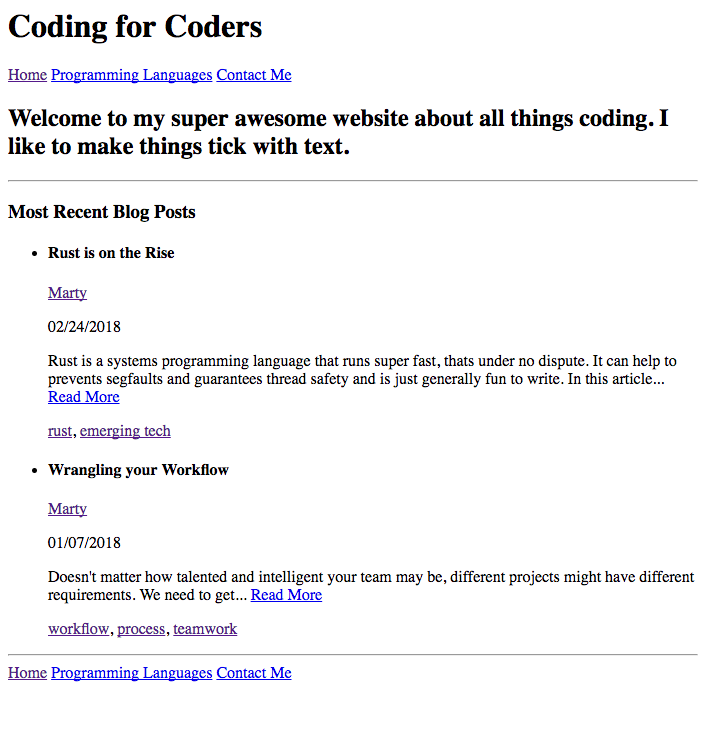 Coding for Coders
Home Programming Languages Contact Me
Welcome to my super awesome website about all things coding. I
like to make things tick with text.
Most Recent Blog Posts
Rust is on the Rise
Marty
02/24/2018
Rust is a systems programming language that runs super fast, thats under no dispute. It can help to
prevents segfaults and guarantees thread safety and is just generally fun to write. In this article...
Read More
rust, emerging tech
Wrangling your Workflow
Marty
01/07/2018
Doesn't matter how talented and intelligent your team may be, different projects might have different
requirements. We need to get... Read More
workflow, process, teamwork
Home Programming Languages Contact Me